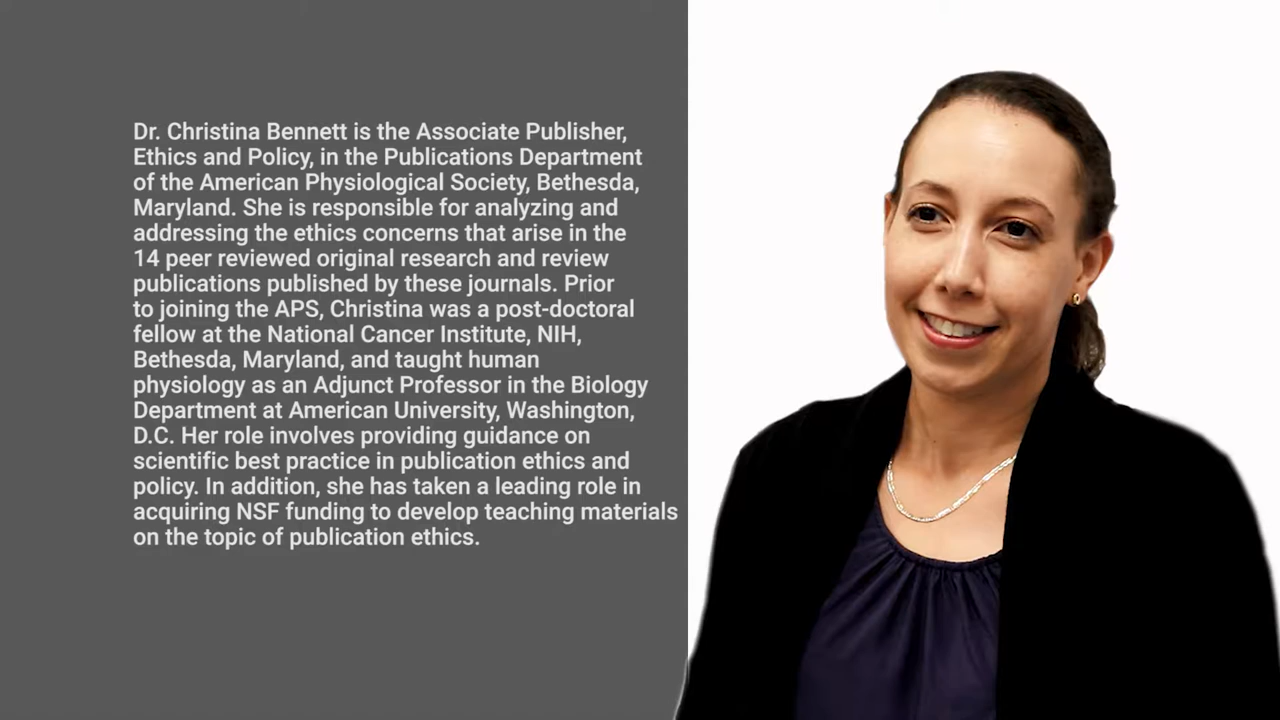 Dr. Christina Bennett is the Associate Publisher,
Ethics and Policy, in the Publications Department
of the American Physiological Society, Bethesda,
Maryland. She is responsible for analyzing and
addressing the ethics concerns that arise in the
14 peer reviewed original research and review
publications published by these journals. Prior
to joining the APS, Christina was a post-doctoral
fellow at the National Cancer Institute, NIH,
Bethesda, Maryland, and taught human
physiology as an Adjunct Professor in the Biology
Department at American University, Washington,
D.C. Her role involves providing guidance on
scientific best practice in publication ethics and
policy. In addition, she has taken a leading role in
acquiring NSF funding to develop teaching materials
on the topic of publication ethics.